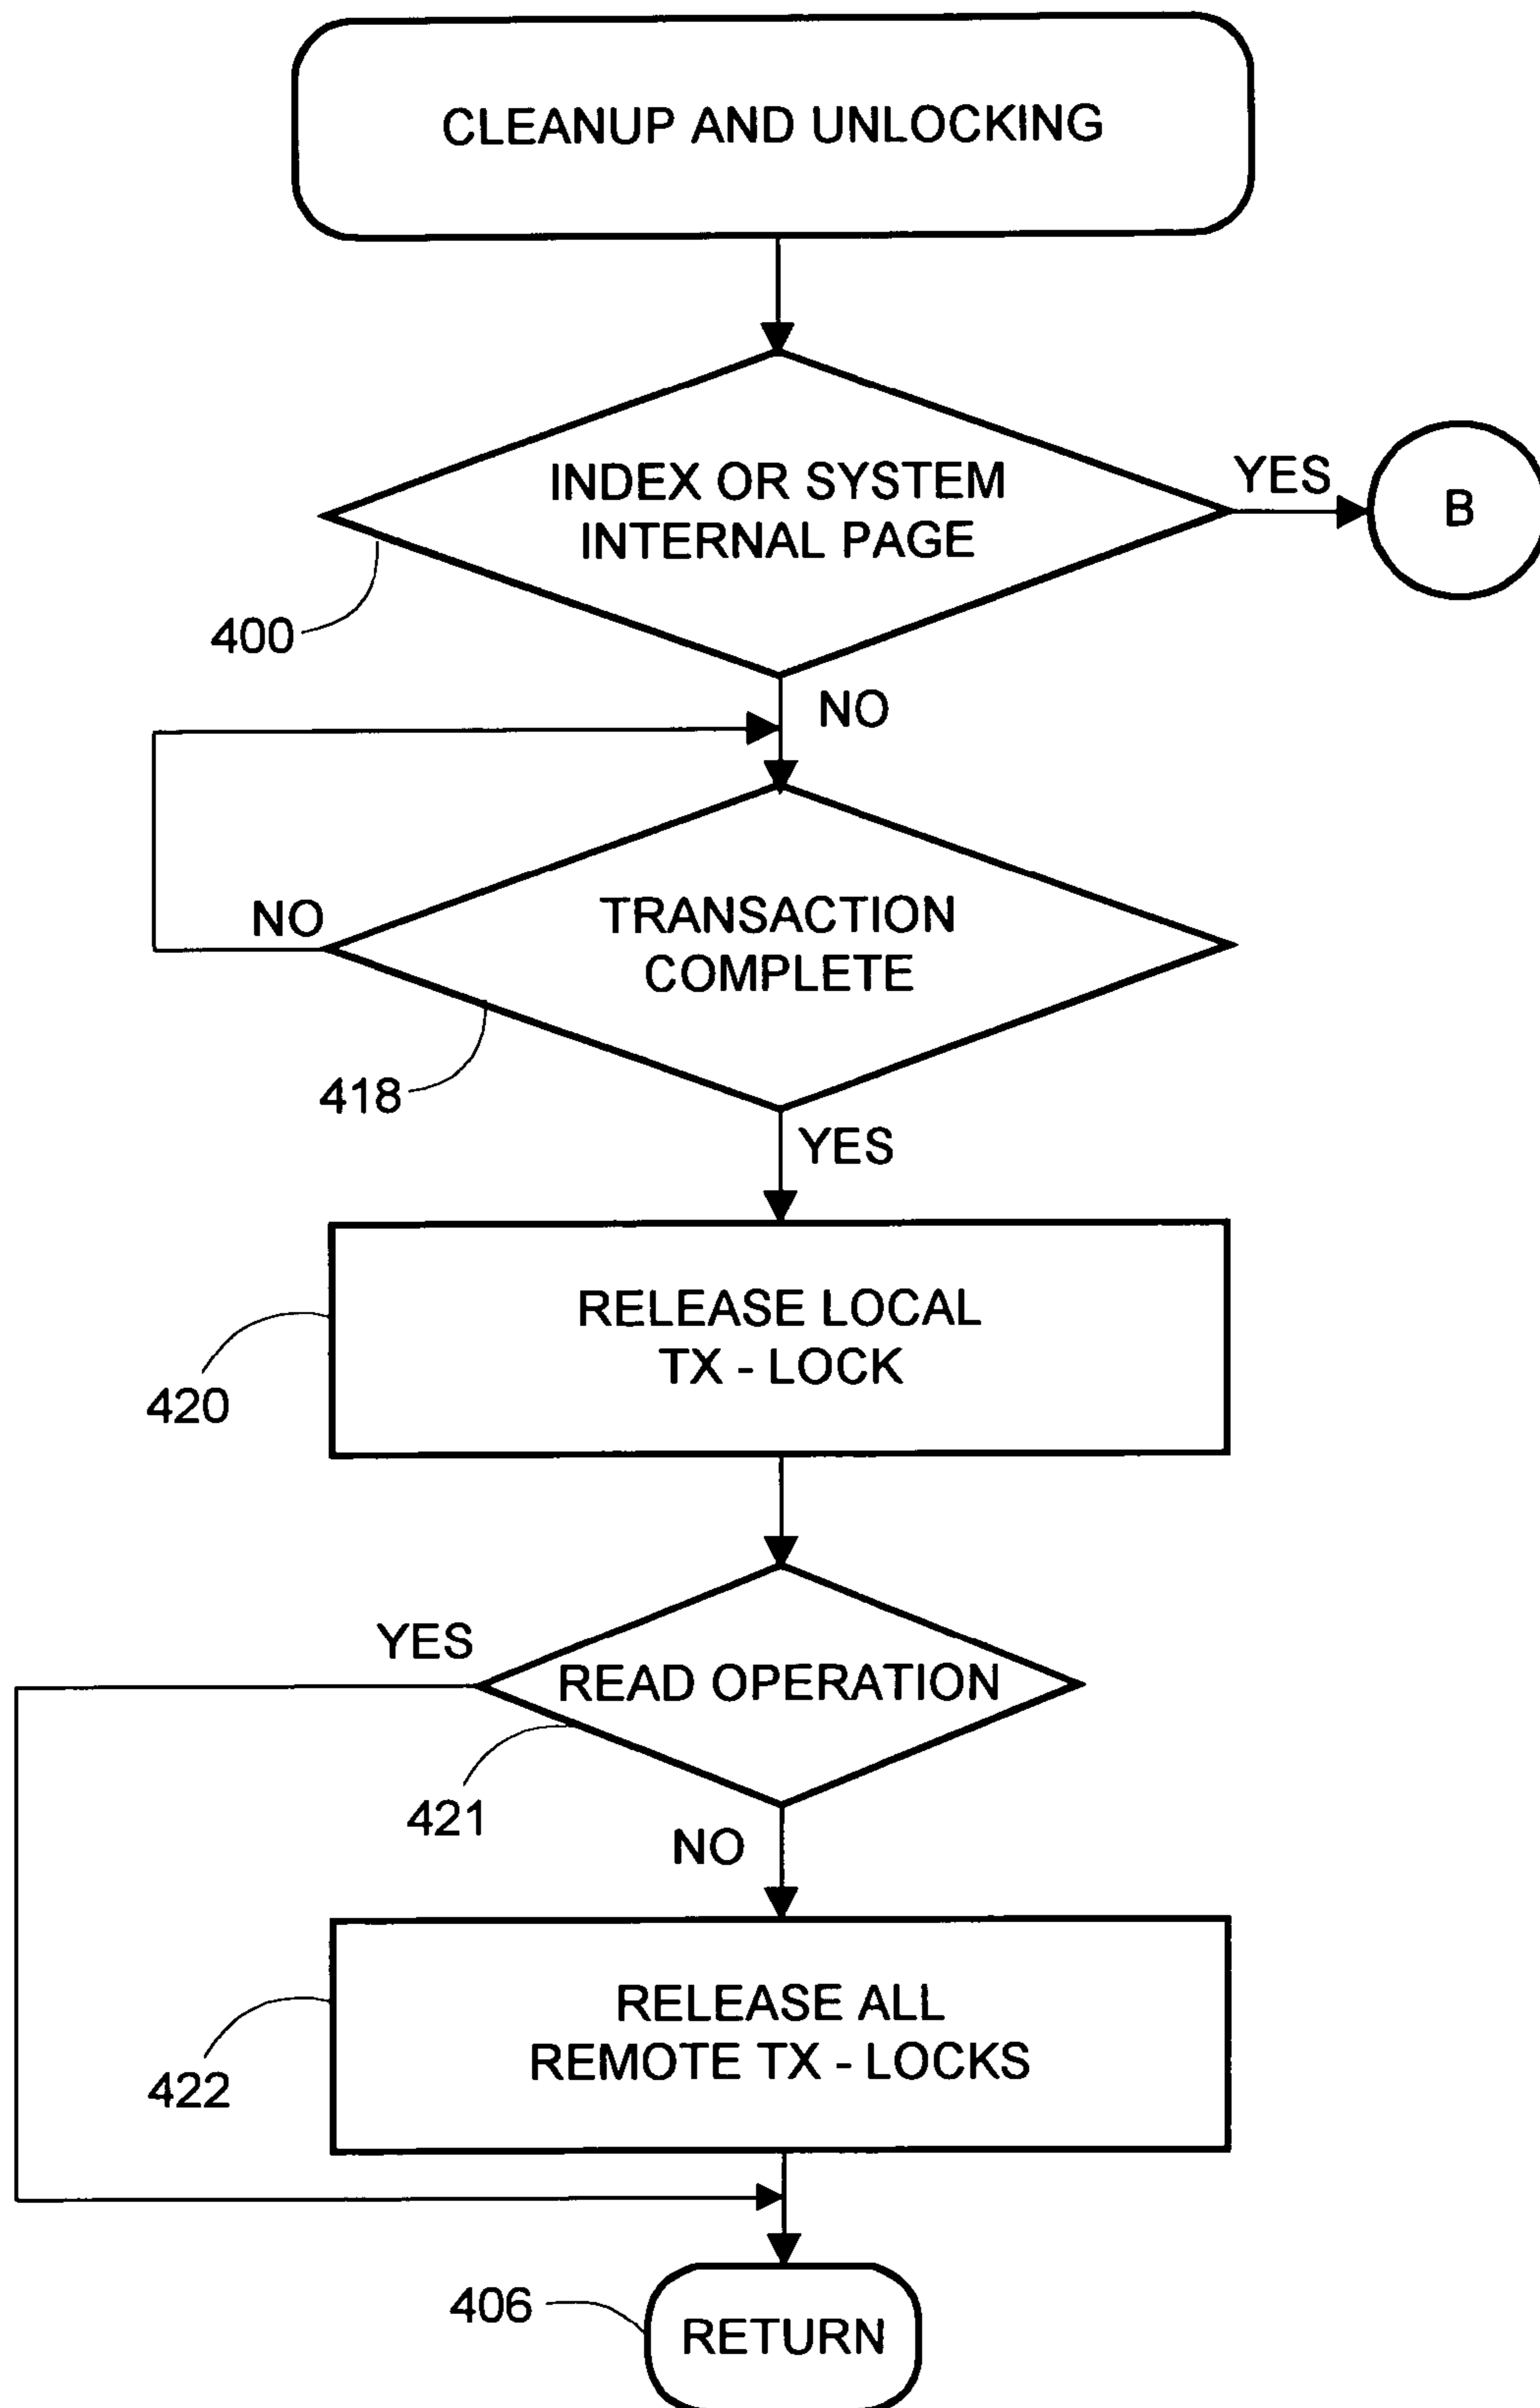 CLEANUP AND UNLOCKING
INDEX OR SYSTEM
INTERNAL PAGE
YES
B
400
NO
TRANSACTION
COMPLETE
NO
418
YES
RELEASE LOCAL
TX - LOCK
420
YES
READ OPERATION
421
NO
RELEASE ALL
REMOTE TX - LOCKS
422
406
RETURN